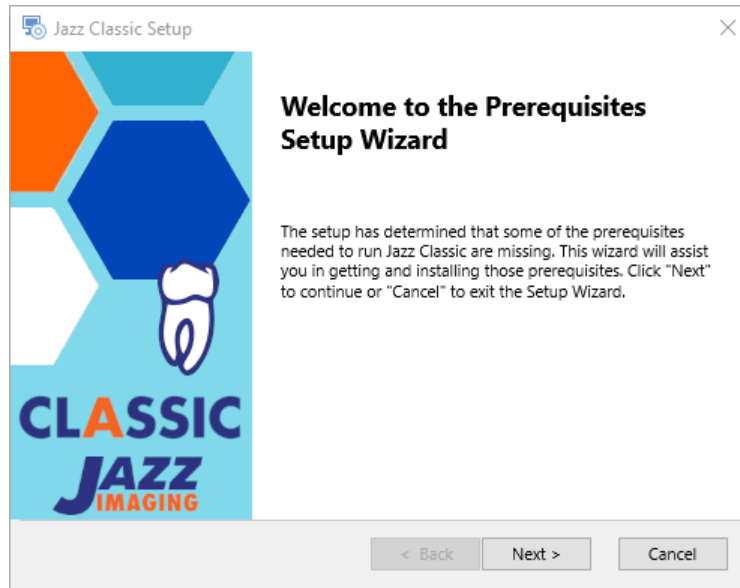 Jazz Classic Setup
Welcome to the Prerequisites
Setup Wizard
The setup has determined that some of the prerequisites
needed to run Jazz Classic are missing. This wizard will assist
you in getting and installing those prerequisites. Click "Next"
to continue or "Cancel" to exit the Setup Wizard.
CLASSIC
JAZZ
IMAGING
< Back
Next >
Cancel